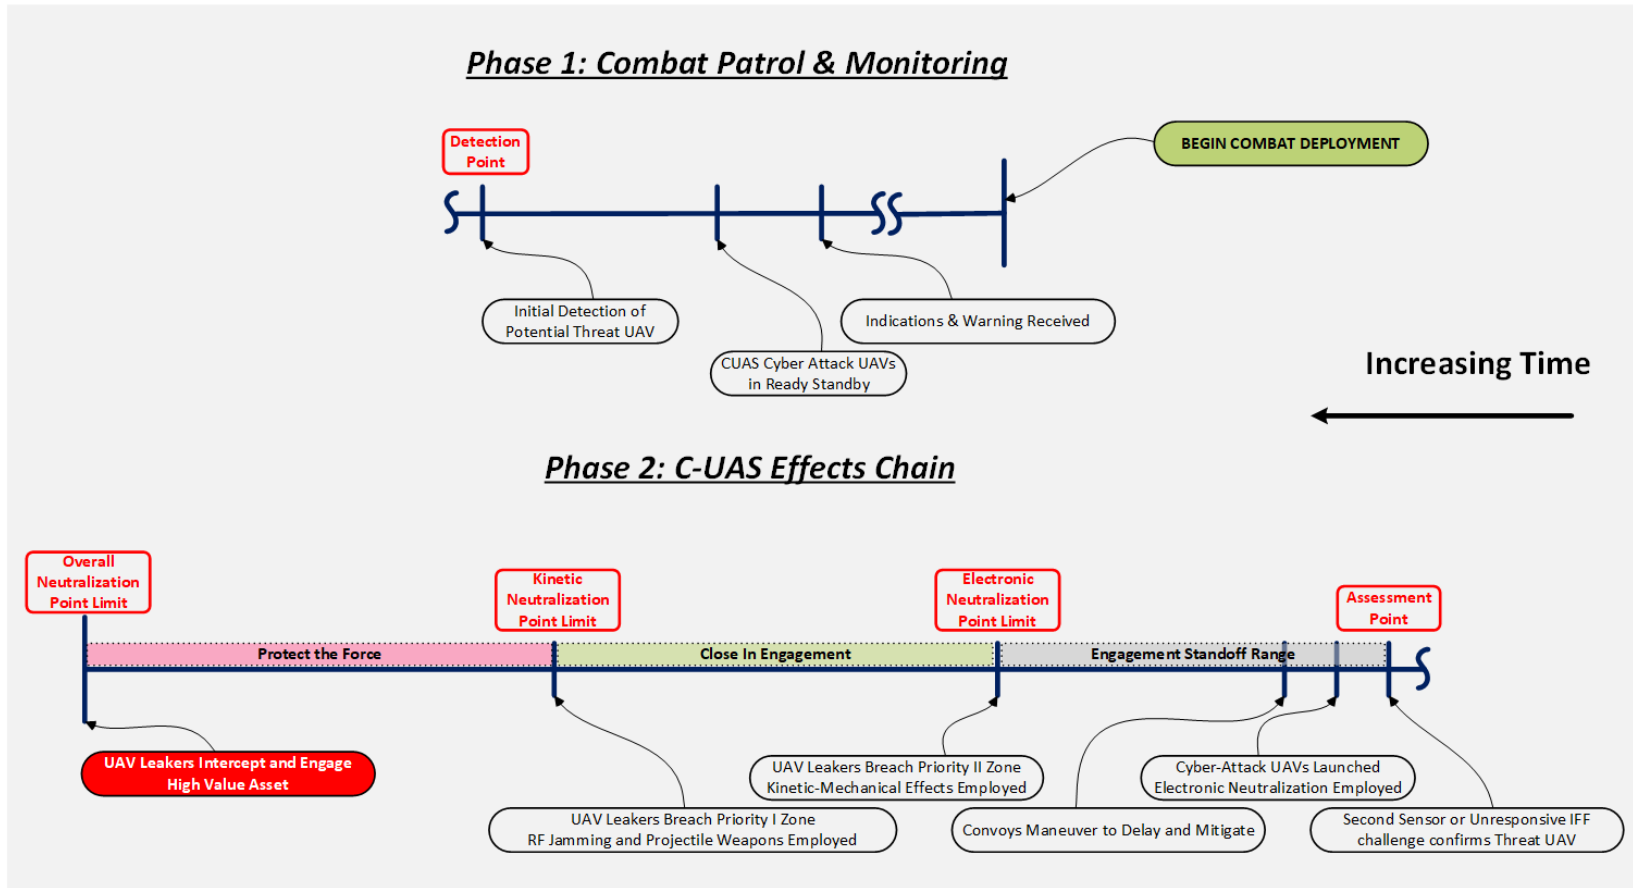 Phase 1: Combat Patrol & Monitoring
Detection
Point
BEGIN COMBAT DEPLOYMENT
Initial Detection of
Potential Threat UAV
Indications & Warning Received
CUAS Cyber Attack UAVs
in Ready Standby
Increasing Time
Phase 2: C-UAS Effects Chain
Overall
Neutralization
Point Limit
Kinetic
Neutralization
Point Limit
Electronic
Neutralization
Point Limit
Assessment
Point
Protect the Force
Close In Engagement
Engagement Standoff Range
UAV Leakers Intercept and Engage
High Value Asset
UAV Leakers Breach Priority II Zone
Kinetic-Mechanical Effects Employed
Cyber-Attack UAVs Launched
Electronic Neutralization Employed
UAV Leakers Breach Priority I Zone
RF Jamming and Projectile Weapons Employed
Convoys Maneuver to Delay and Mitigate
Second Sensor or Unresponsive IFF
challenge confirms Threat UAV